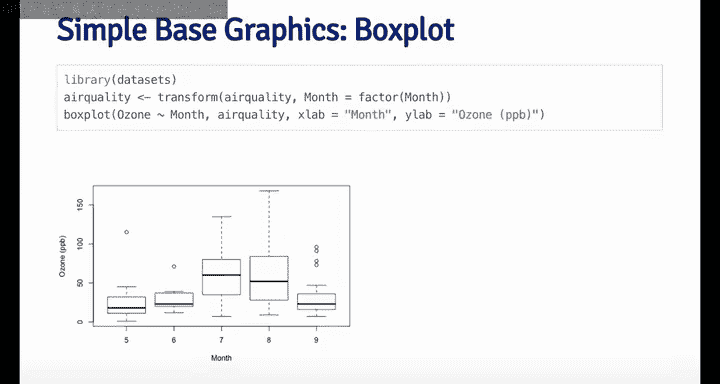 Simple Base Graphics: Boxplot
library(datasets)
airquality <- transform(airquality, Month = factor(Month))
boxplot(Ozone ~ Month, airquality, xlab = "Month", ylab = "Ozone (ppb)")
150
100
50
0
Ozone (ppb)
5 6 7 8 9
Month